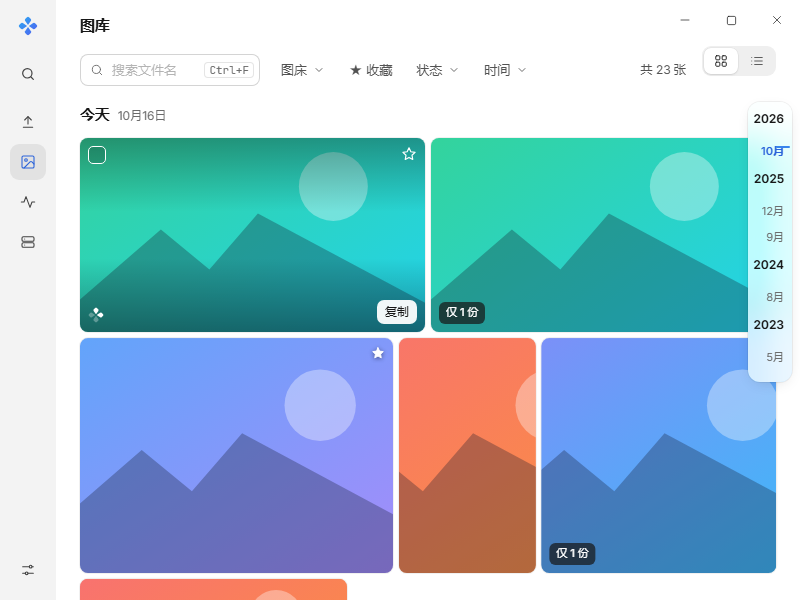 图库
搜索文件名 Ctrl+F
图床
★ 收藏
状态
时间
共 23 张
今天 10月16日
复制
仅 1 份
仅 1 份
2026
10月
2025
12月
9月
2024
8月
2023
5月